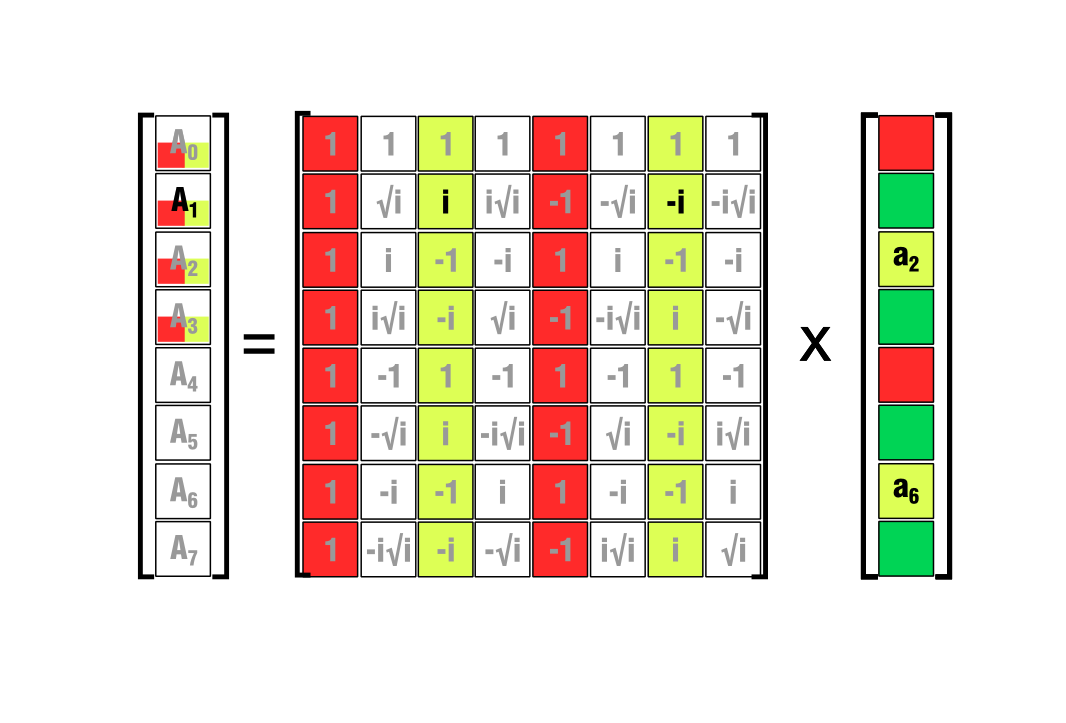 A₀ 1 1 1 1 1 1 1 1
A₁ 1 √i i i√i -1 -√i -i -i√i
A₂ 1 i -1 -i 1 i -1 -i a₂
A₃ 1 i√i -i √i -1 -i√i i -√i
= x
A₄ 1 -1 1 -1 1 -1 1 -1
A₅ 1 -√i i -i√i -1 √i -i i√i
A₆ 1 -i -1 i 1 -i -1 i a₆
A₇ 1 -i√i -i -√i -1 i√i i √i